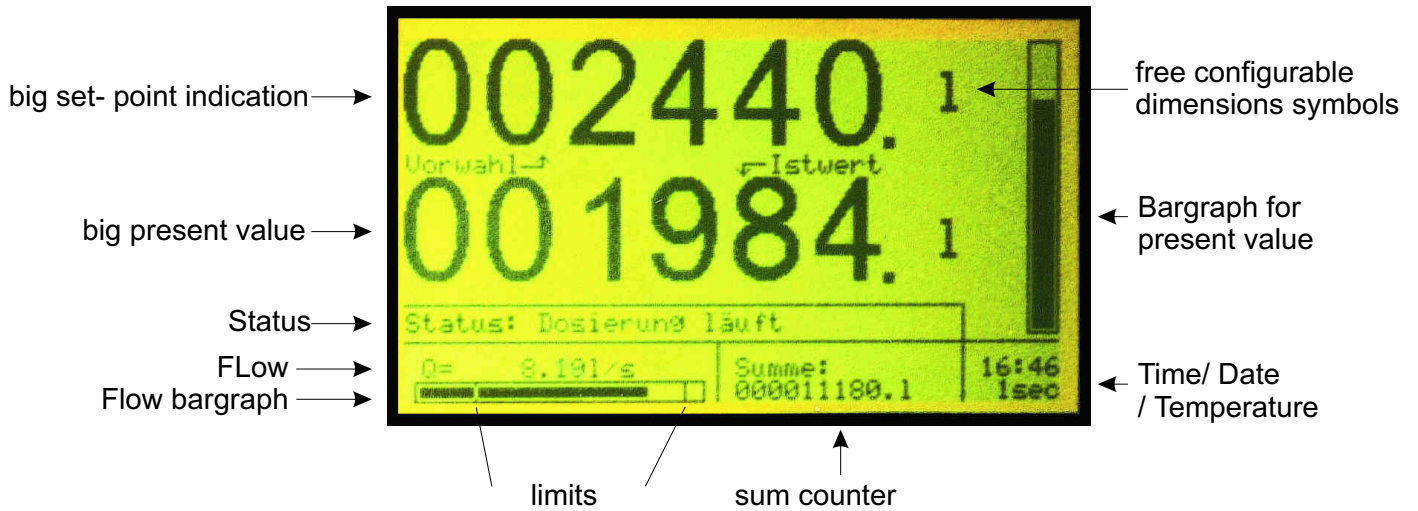 big set- point indication
002440. l
free configurable
dimensions symbols
Vorwahl
Istwert
big present value
001984. l
Bargraph for
present value
Status
Status: Dosierung läuft
FLow
Q= 8.19l/s
Flow bargraph
Summe:
000011180.l
16:46
1sec
Time/ Date
/ Temperature
limits
sum counter